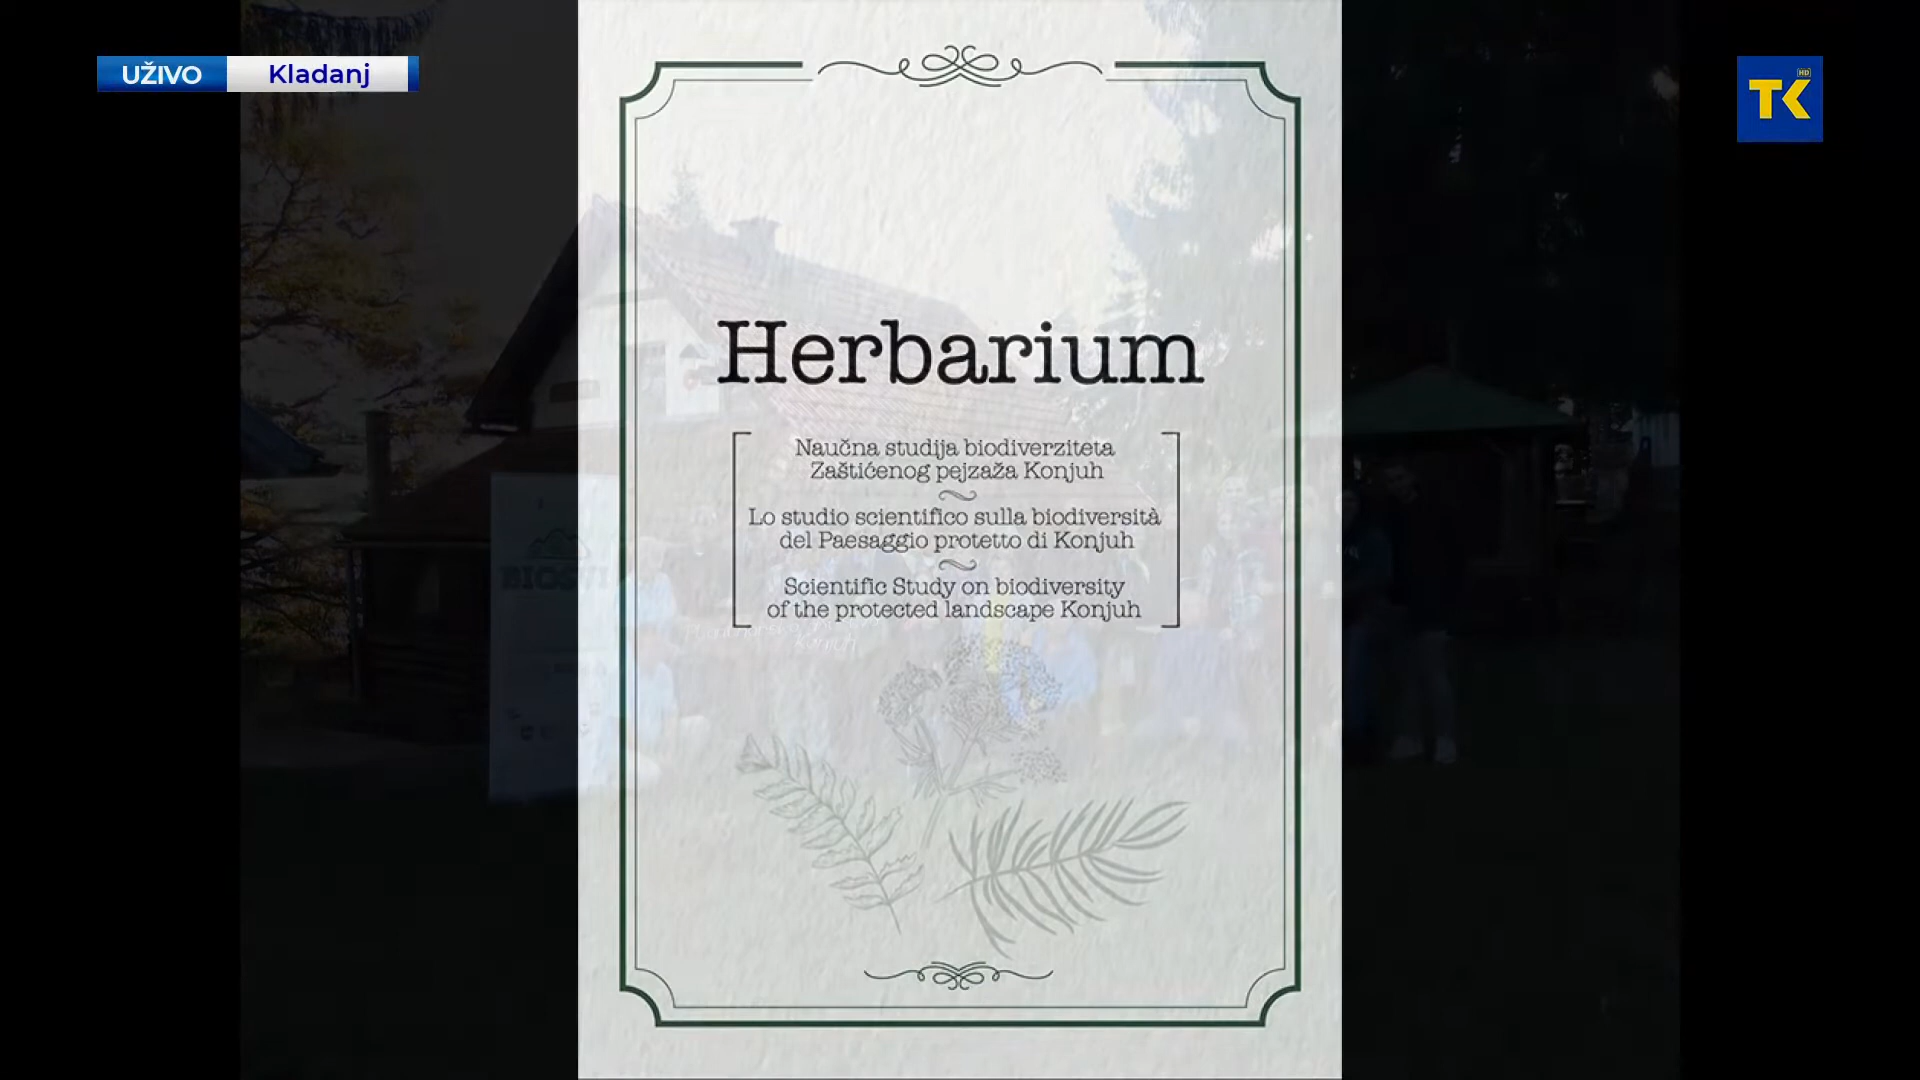 UŽIVO
Kladanj
TK HD
Herbarium
Naučna studija biodiverziteta
Zaštićenog pejzaža Konjuh
Lo studio scientifico sulla biodiversità
del Paesaggio protetto di Konjuh
Scientific Study on biodiversity
of the protected landscape Konjuh